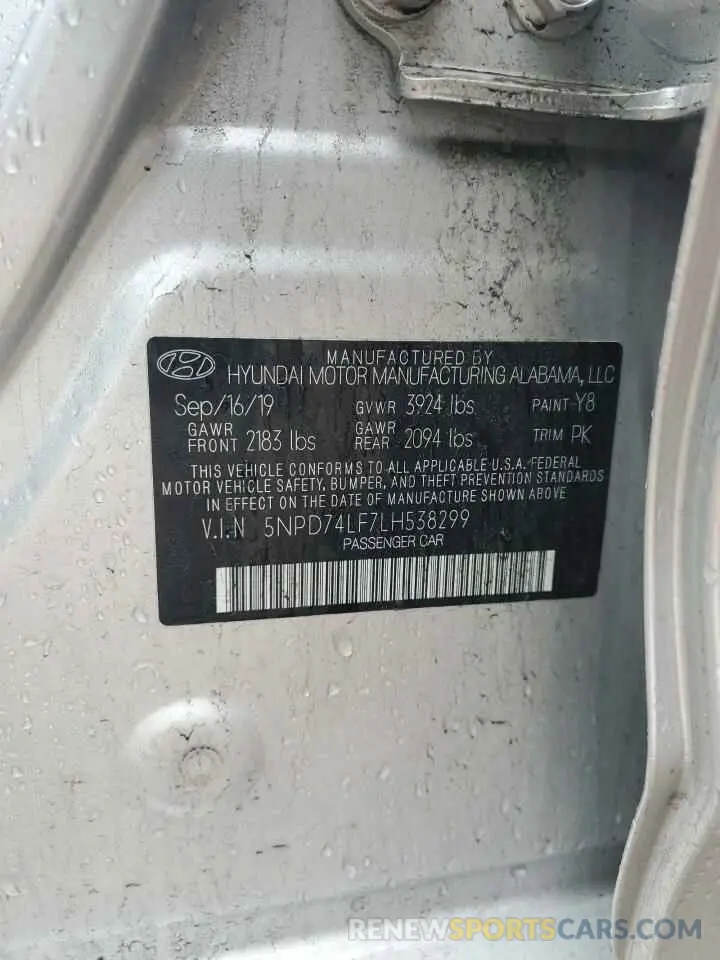 MANUFACTURED BY
HYUNDAI MOTOR MANUFACTURING ALABAMA, LLC
Sep/16/19 GVWR 3924 lbs PAINT Y8
GAWR FRONT 2183 lbs GAWR REAR 2094 lbs TRIM PK
THIS VEHICLE CONFORMS TO ALL APPLICABLE U.S.A. FEDERAL
MOTOR VEHICLE SAFETY, BUMPER, AND THEFT PREVENTION STANDARDS
IN EFFECT ON THE DATE OF MANUFACTURE SHOWN ABOVE
V.I.N 5NPD74LF7LH538299
PASSENGER CAR
RENEWSPORTSCARS.COM